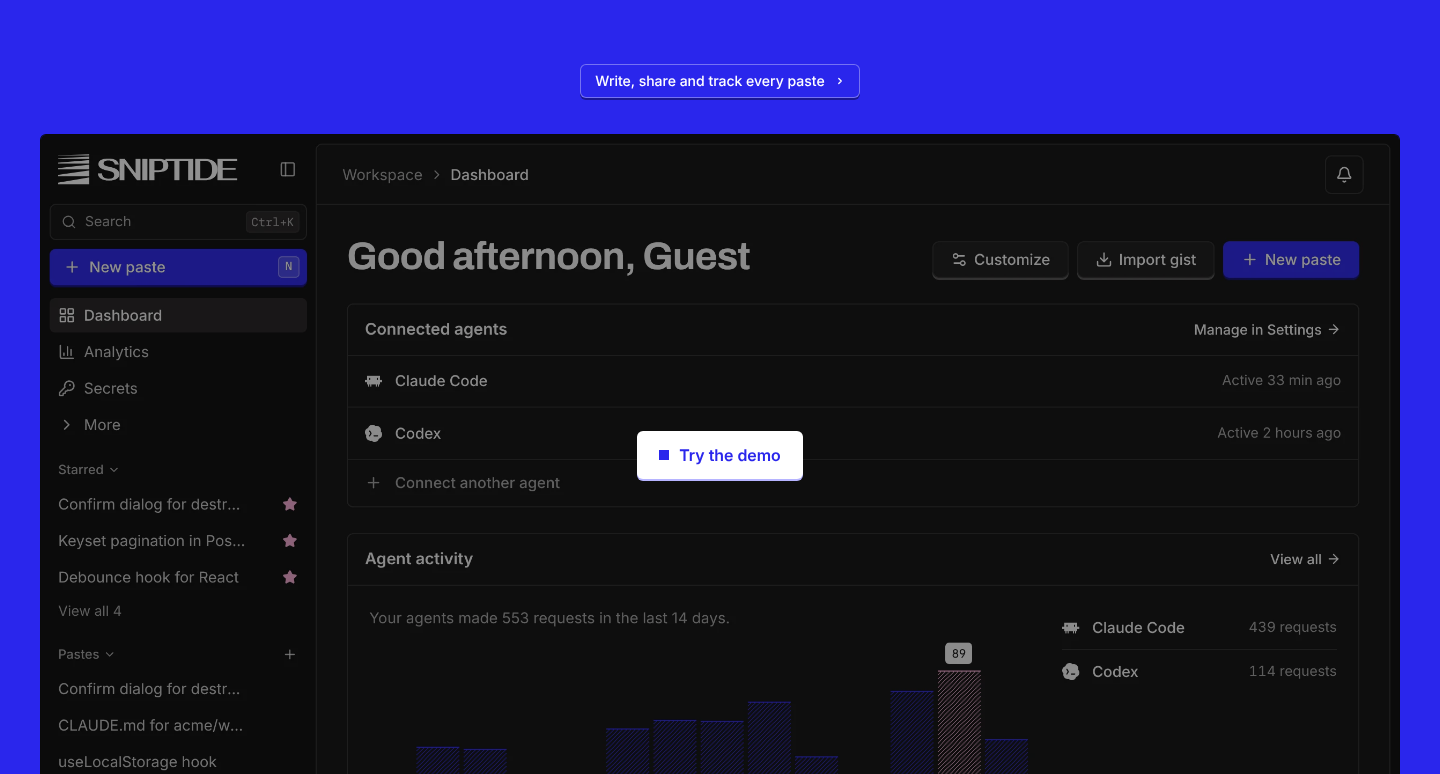 Write, share and track every paste
SNIPTIDE
Search
Ctrl+K
New paste
N
Dashboard
Analytics
Secrets
More
Starred
Confirm dialog for destr...
Keyset pagination in Pos...
Debounce hook for React
View all 4
Pastes
Confirm dialog for destr...
CLAUDE.md for acme/w...
useLocalStorage hook
Workspace > Dashboard
Good afternoon, Guest
Customize
Import gist
New paste
Connected agents
Manage in Settings →
Claude Code
Active 33 min ago
Codex
Active 2 hours ago
Try the demo
Connect another agent
Agent activity
View all →
Your agents made 553 requests in the last 14 days.
89
Claude Code
439 requests
Codex
114 requests